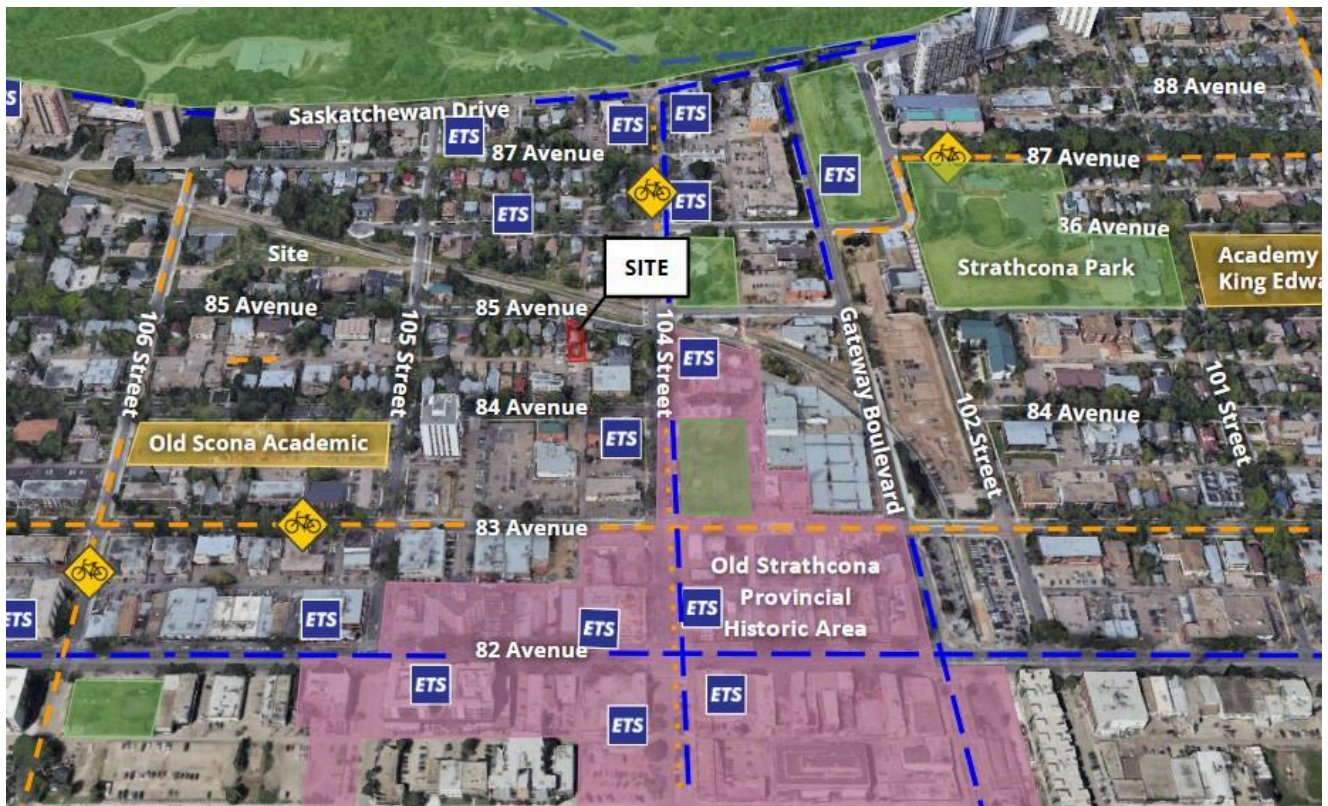 88 Avenue
ETS
Saskatchewan Drive
ETS
ETS
ETS
87 Avenue
87 Avenue
ETS
ETS
ETS
86 Avenue
Site
SITE
Strathcona Park
Academy
King Edwa
85 Avenue
85 Avenue
106 Street
105 Street
104 Street
Gateway Boulevard
ETS
102 Street
101 Street
84 Avenue
84 Avenue
Old Scona Academic
ETS
83 Avenue
Old Strathcona
Provincial
Historic Area
ETS
ETS
ETS
ETS
82 Avenue
ETS
ETS
ETS